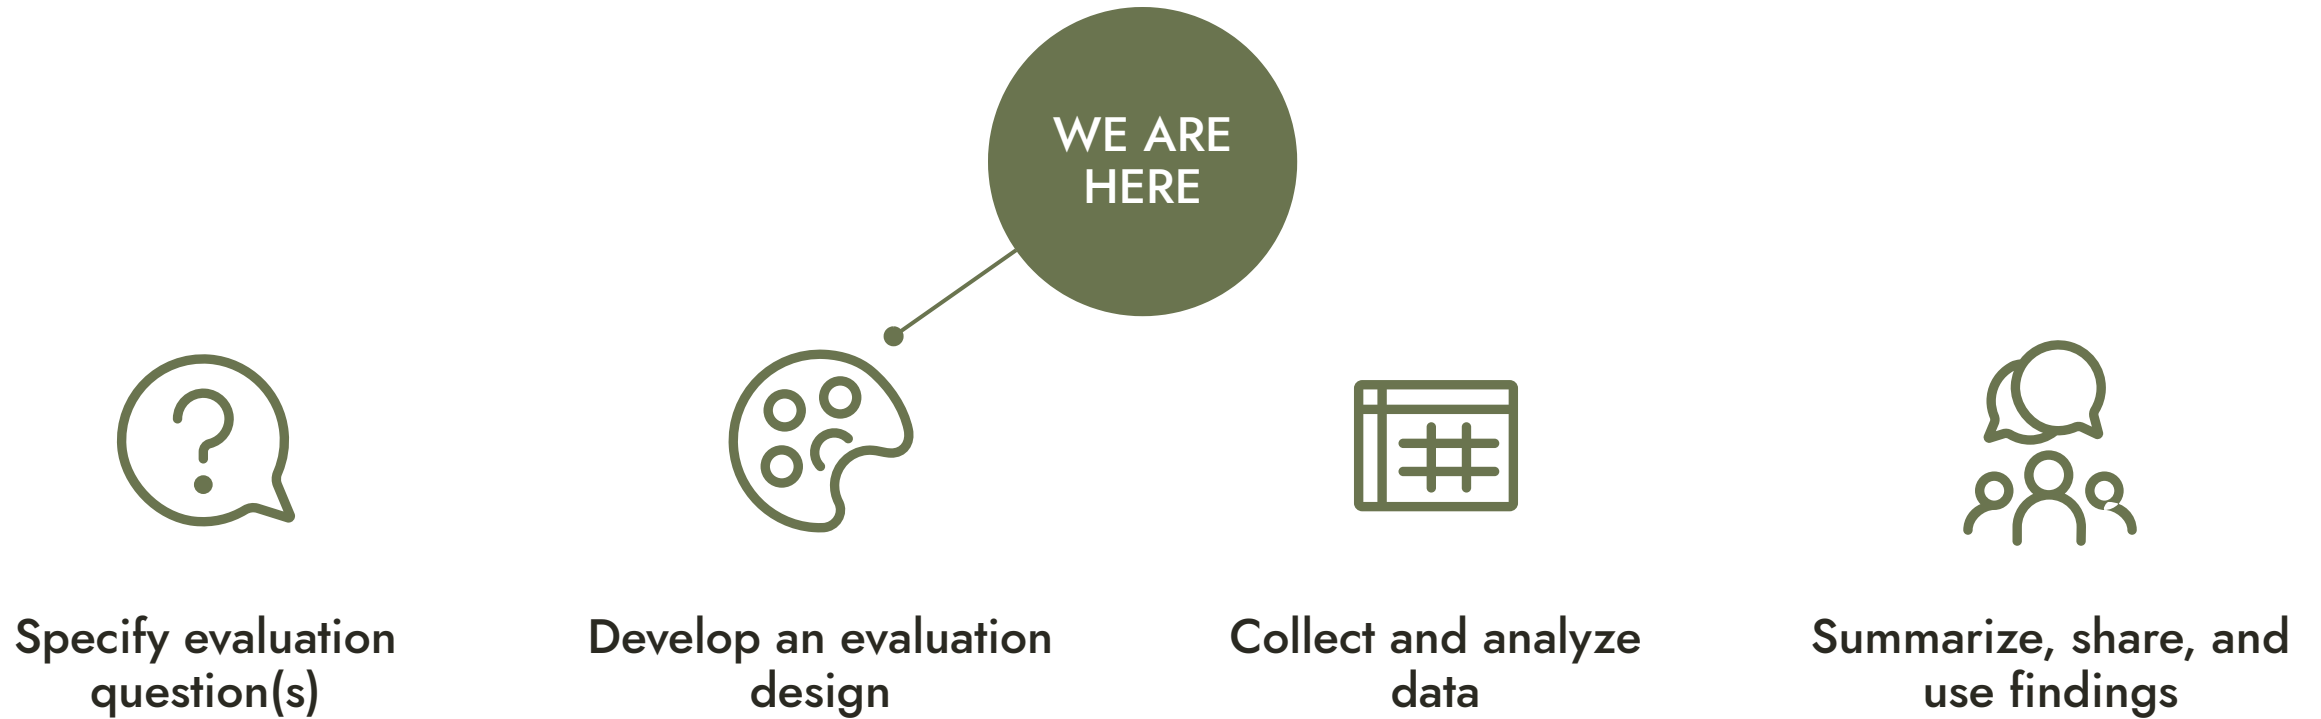 WE ARE
HERE
Specify evaluation
question(s)
Develop an evaluation
design
Collect and analyze
data
Summarize, share, and
use findings